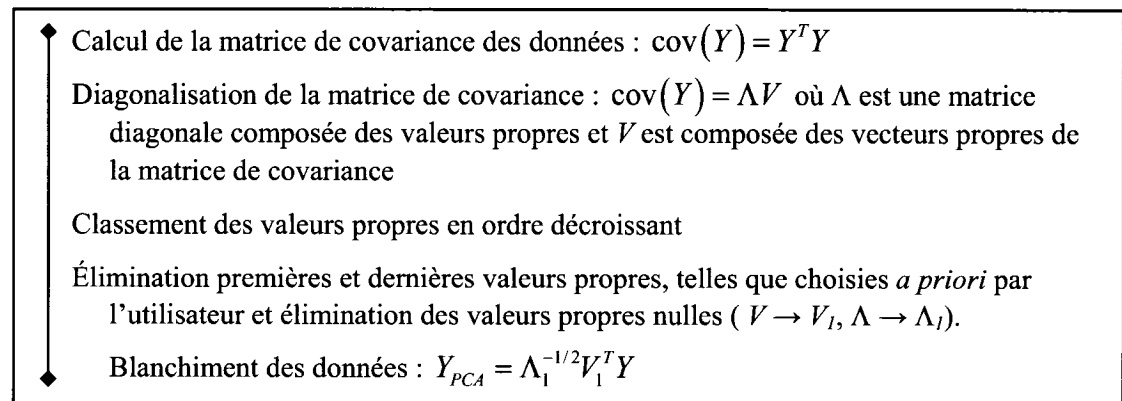 Calcul de la matrice de covariance des données : cov(Y) = Y^T Y
Diagonalisation de la matrice de covariance : cov(Y) = ΛV où Λ est une matrice
diagonale composée des valeurs propres et V est composée des vecteurs propres de
la matrice de covariance
Classement des valeurs propres en ordre décroissant
Élimination premières et dernières valeurs propres, telles que choisies a priori par
l'utilisateur et élimination des valeurs propres nulles ( V → V_1, Λ → Λ_1).
Blanchiment des données : Y_PCA = Λ_1^{-1/2} V_1^T Y